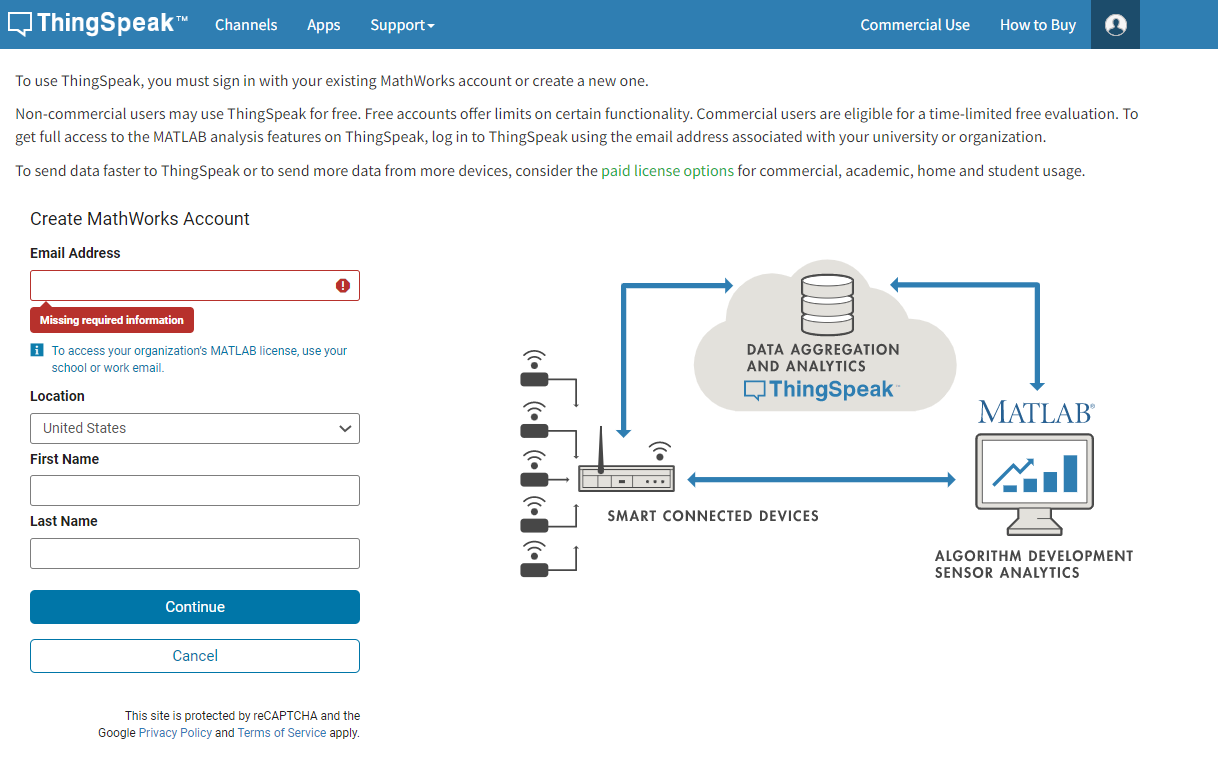 ThingSpeak™ Channels Apps Support Commercial Use How to Buy
To use ThingSpeak, you must sign in with your existing MathWorks account or create a new one.
Non-commercial users may use ThingSpeak for free. Free accounts offer limits on certain functionality. Commercial users are eligible for a time-limited free evaluation. To
get full access to the MATLAB analysis features on ThingSpeak, log in to ThingSpeak using the email address associated with your university or organization.
To send data faster to ThingSpeak or to send more data from more devices, consider the paid license options for commercial, academic, home and student usage.
Create MathWorks Account
Email Address
Missing required information
To access your organization's MATLAB license, use your
school or work email.
Location
United States
First Name
Last Name
Continue
Cancel
This site is protected by reCAPTCHA and the
Google Privacy Policy and Terms of Service apply.
DATA AGGREGATION
AND ANALYTICS
ThingSpeak™
MATLAB®
SMART CONNECTED DEVICES
ALGORITHM DEVELOPMENT
SENSOR ANALYTICS